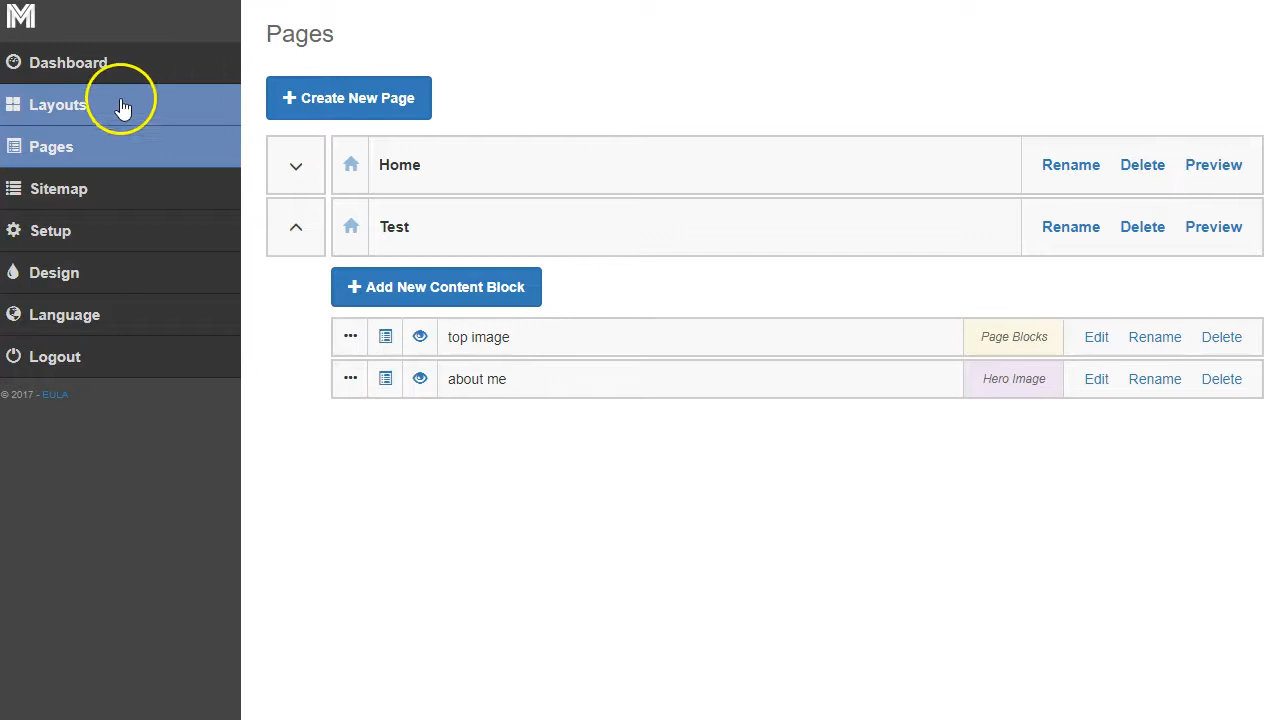 M
Dashboard
Layouts
Pages
Sitemap
Setup
Design
Language
Logout
© 2017 - EULA
Pages
Create New Page
Home Rename Delete Preview
Test Rename Delete Preview
Add New Content Block
top image Page Blocks Edit Rename Delete
about me Hero Image Edit Rename Delete